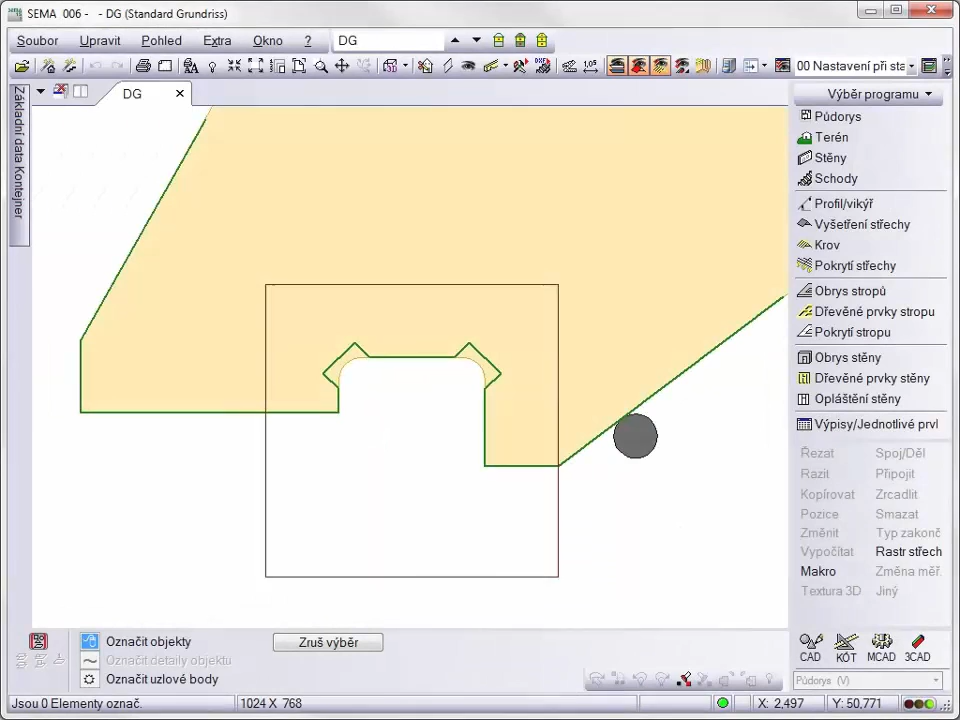 SEMA 006 - - DG (Standard Grundriss)
Soubor Upravit Pohled Extra Okno ? DG
00 Nastavení při sta
DG
Základní data Kontejner
Výběr programu
Půdorys
Terén
Stěny
Schody
Profil/vikýř
Vyšetření střechy
Krov
Pokrytí střechy
Obrys stropů
Dřevěné prvky stropu
Pokrytí stropu
Obrys stěny
Dřevěné prvky stěny
Opláštění stěny
Výpisy/Jednotlivé prvl
Řezat Spoj/Děl
Razit Připojit
Kopírovat Zrcadlit
Pozice Smazat
Změnit Typ zakonč
Vypočítat Rastr střech
Makro Změna měř.
Textura 3D Jiný
CAD KÓT MCAD 3CAD
Půdorys (V)
Označit objekty Zruš výběr
Označit detaily objektu
Označit uzlové body
Jsou 0 Elementy označ. 1024 X 768 X: 2,497 Y: 50,771